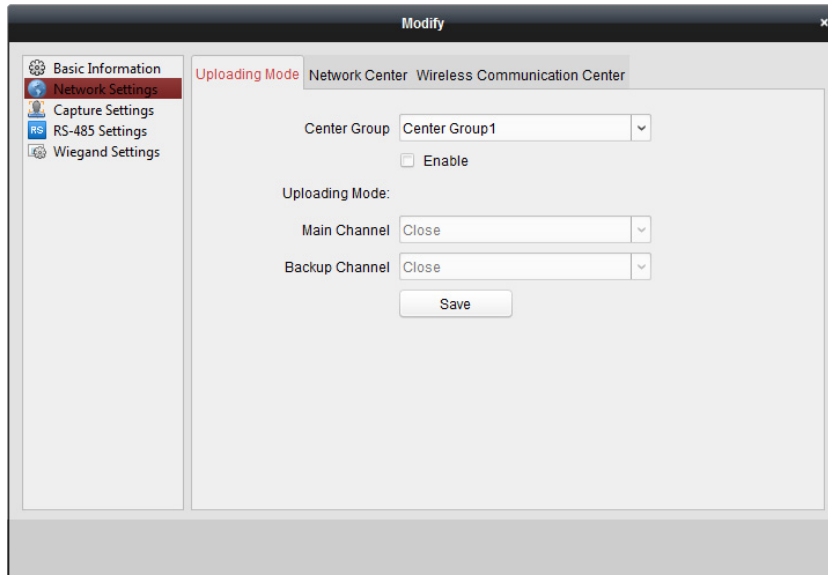 Modify
×
Basic Information
Network Settings
Capture Settings
RS RS-485 Settings
Wiegand Settings
Uploading Mode Network Center Wireless Communication Center
Center Group Center Group1
Enable
Uploading Mode:
Main Channel Close
Backup Channel Close
Save